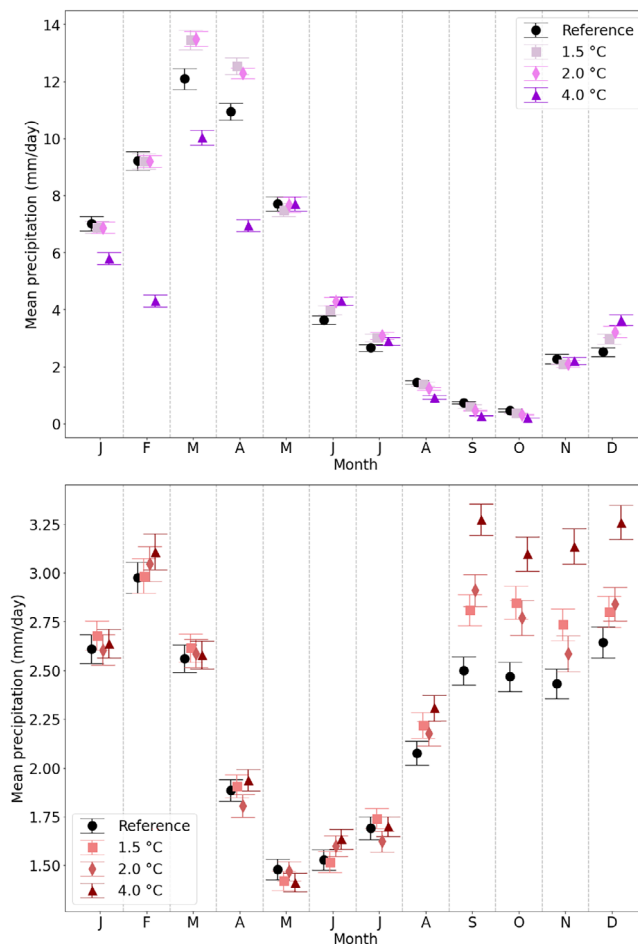 14
12
10
8
6
4
2
0
Mean precipitation (mm/day)
Reference
1.5 °C
2.0 °C
4.0 °C
J F M A M J J A S O N D
Month
3.25
3.00
2.75
2.50
2.25
2.00
1.75
1.50
Mean precipitation (mm/day)
Reference
1.5 °C
2.0 °C
4.0 °C
J F M A M J J A S O N D
Month